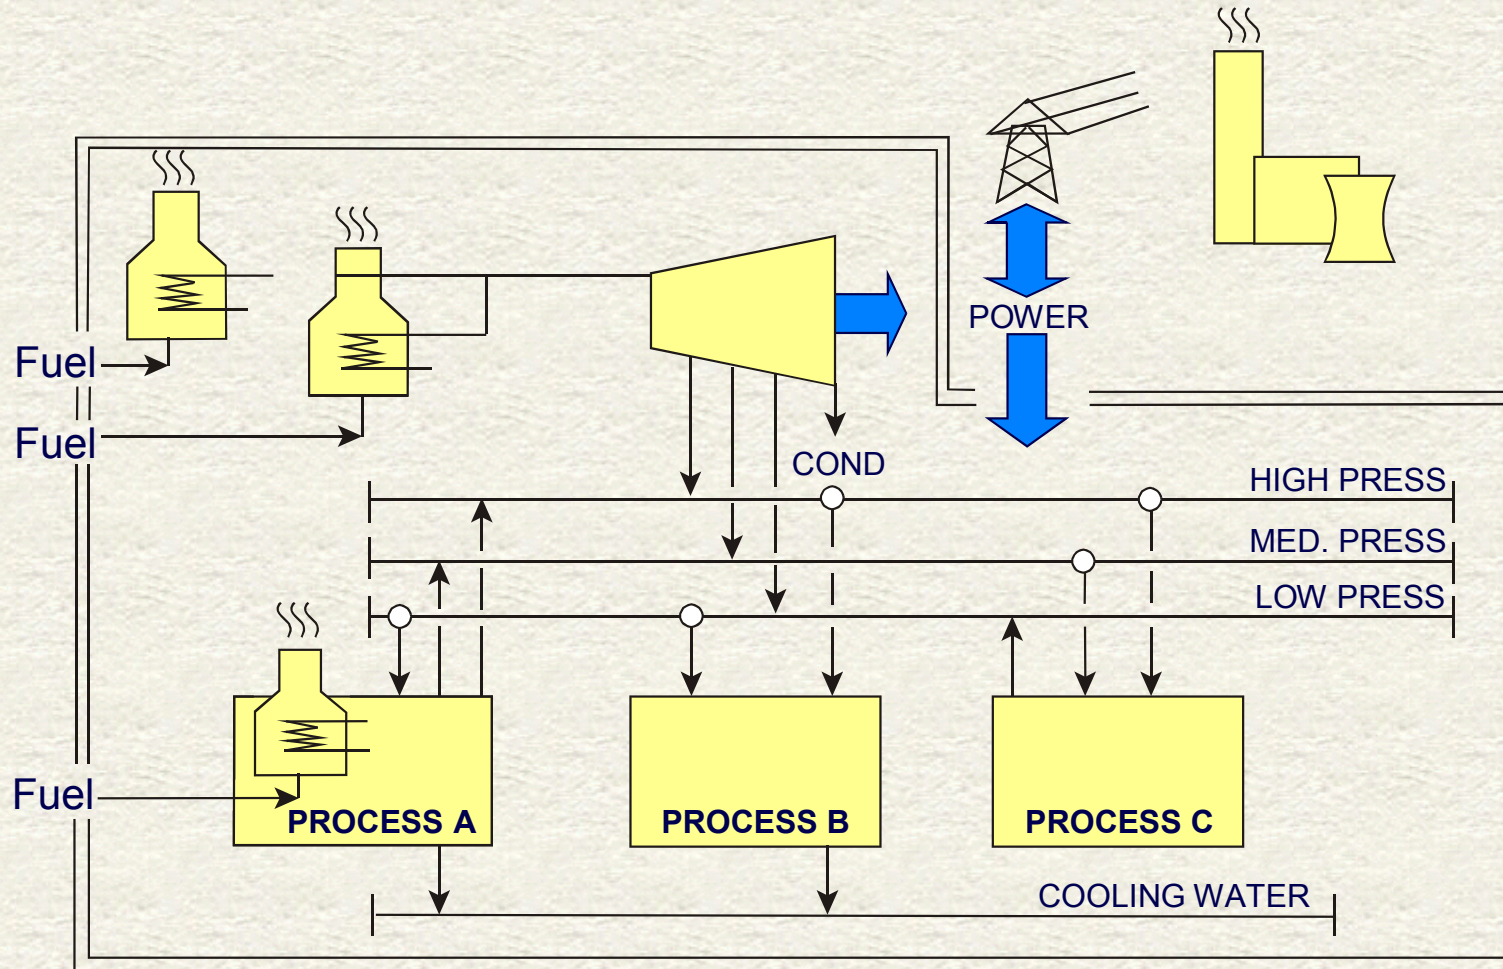 POWER
Fuel
Fuel
COND
HIGH PRESS
MED. PRESS
LOW PRESS
Fuel
PROCESS A
PROCESS B
PROCESS C
COOLING WATER